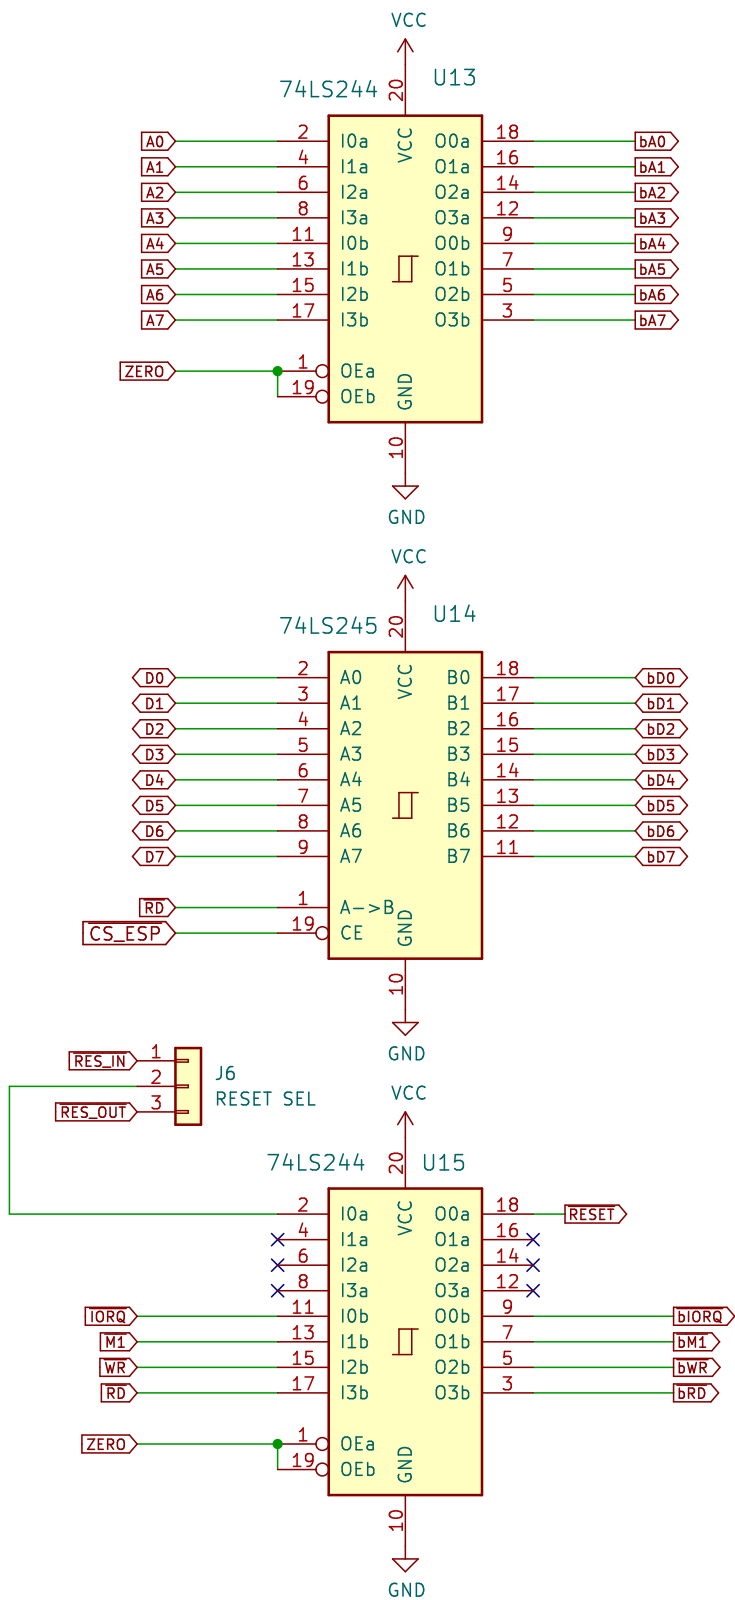 VCC
74LS244 U13
20
A0 2 I0a VCC O0a 18 bA0
A1 4 I1a O1a 16 bA1
A2 6 I2a O2a 14 bA2
A3 8 I3a O3a 12 bA3
A4 11 I0b O0b 9 bA4
A5 13 I1b O1b 7 bA5
A6 15 I2b O2b 5 bA6
A7 17 I3b O3b 3 bA7
ZERO 1 OEa
19 OEb GND
10
GND
VCC
74LS245 U14
20
D0 2 A0 VCC B0 18 bD0
D1 3 A1 B1 17 bD1
D2 4 A2 B2 16 bD2
D3 5 A3 B3 15 bD3
D4 6 A4 B4 14 bD4
D5 7 A5 B5 13 bD5
D6 8 A6 B6 12 bD6
D7 9 A7 B7 11 bD7
RD 1 A->B
CS_ESP 19 CE GND
10
GND
RES_IN 1
2
RES_OUT 3
J6
RESET SEL
VCC
74LS244 U15
20
2 I0a VCC O0a 18 RESET
4 I1a O1a 16
6 I2a O2a 14
8 I3a O3a 12
IORQ 11 I0b O0b 9 bIORQ
M1 13 I1b O1b 7 bM1
WR 15 I2b O2b 5 bWR
RD 17 I3b O3b 3 bRD
ZERO 1 OEa
19 OEb GND
10
GND